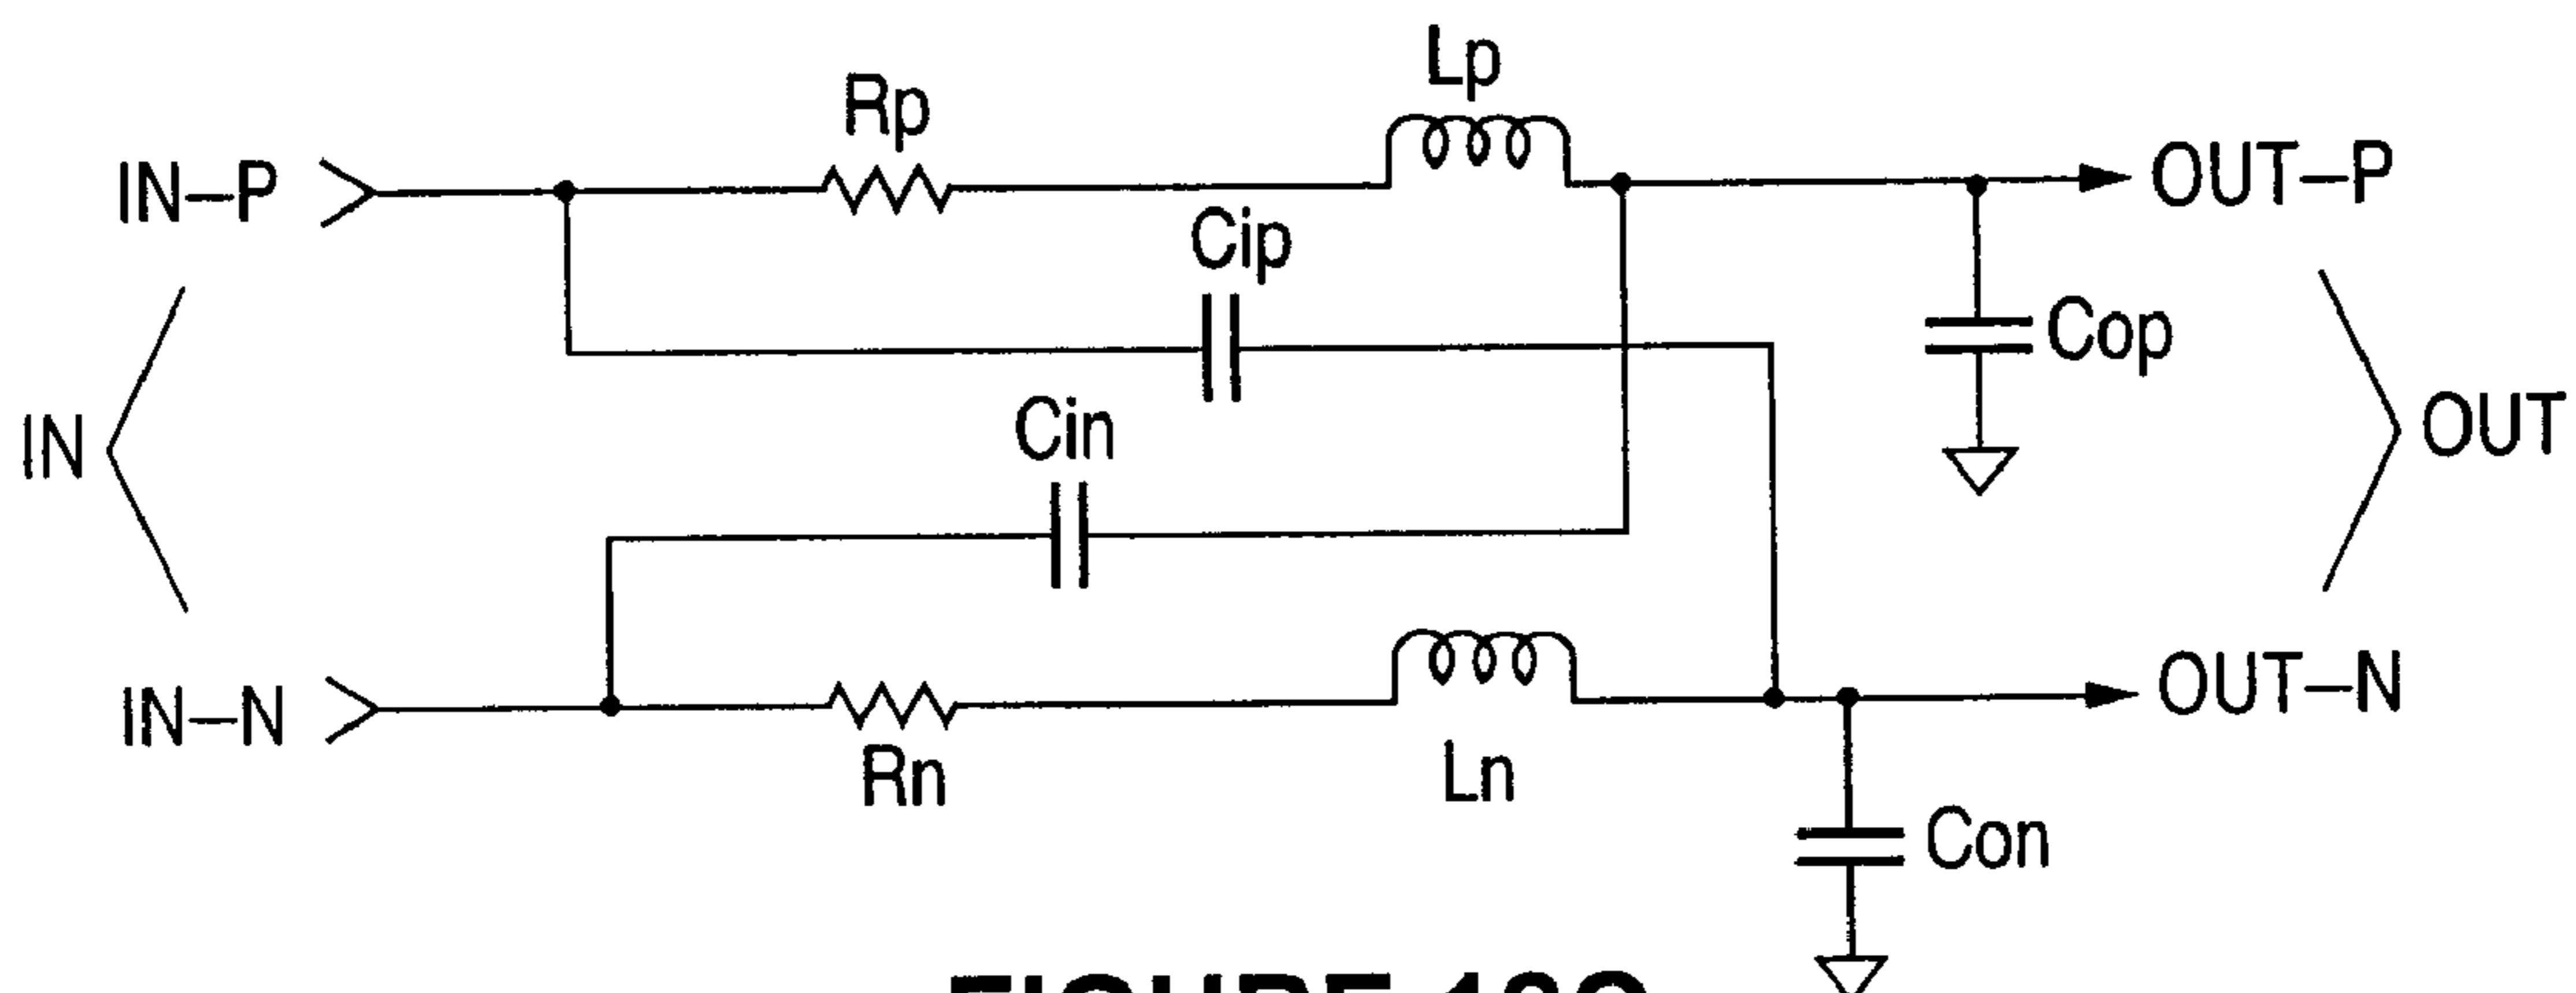 Lp
Rp
IN–P
OUT–P
Cip
Cop
Cin
IN
OUT
IN–N
OUT–N
Rn
Ln
Con